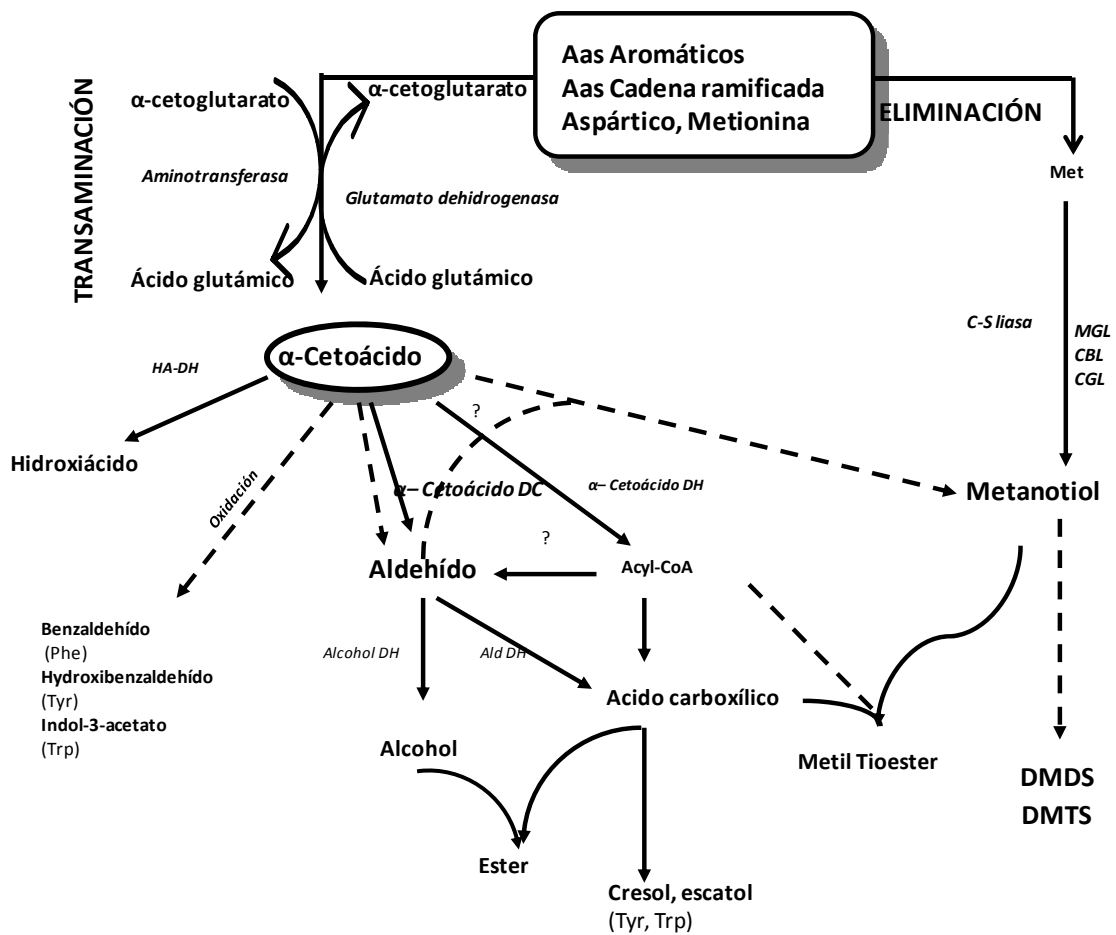 Aas Aromáticos
Aas Cadena ramificada
Aspártico, Metionina
TRANSAMINACIÓN
α-cetoglutarato
α-cetoglutarato
ELIMINACIÓN
Aminotransferasa
Glutamato dehidrogenasa
Met
Ácido glutámico
Ácido glutámico
C-S liasa
MGL
CBL
CGL
α-Cetoácido
HA-DH
?
Hidroxiácido
Oxidación
α– Cetoácido DC
α– Cetoácido DH
Metanotiol
?
Aldehído
Acyl-CoA
Benzaldehído
(Phe)
Hydroxibenzaldehído
(Tyr)
Indol-3-acetato
(Trp)
Alcohol DH
Ald DH
Acido carboxílico
Alcohol
Metil Tioester
DMDS
DMTS
Ester
Cresol, escatol
(Tyr, Trp)